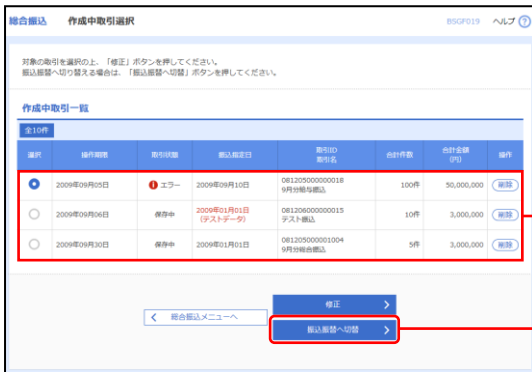 総合振込 作成中取引選択 BSGF019 ヘルプ ?
対象の取引を選択の上、「修正」ボタンを押してください。
振込振替へ切り替える場合は、「振込振替へ切替」ボタンを押してください。
作成中取引一覧
全10件
選択 操作期限 取引状態 振込指定日 取引ID 合計件数 合計金額 操作
取引名 (円)
2009年09月05日 エラー 2009年09月10日 081205000000018 100件 50,000,000 削除
9月分給与振込
2009年09月06日 保存中 2009年01月01日 081206000000015 10件 3,000,000 削除
(テストデータ) テスト振込
2009年09月30日 保存中 2009年01月01日 081205000001004 5件 3,000,000 削除
9月分総合振込
修正
総合振込メニューへ
振込振替へ切替